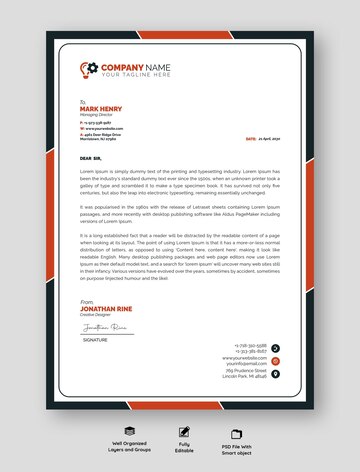 COMPANY NAME
YOUR TAGLINE HERE
To,
MARK HENRY
Managing Director
P: +1 973-538-9287
W: www.yourwebsite.com
A: 201 Deer Ridge Drive
Morristown, NJ 07960
DATE: 21 April, 2030
DEAR SIR,
Lorem Ipsum is simply dummy text of the printing and typesetting industry. Lorem Ipsum has
been the industry's standard dummy text ever since the 1500s, when an unknown printer took a
galley of type and scrambled it to make a type specimen book. It has survived not only five
centuries, but also the leap into electronic typesetting, remaining essentially unchanged.
It was popularised in the 1960s with the release of Letraset sheets containing Lorem Ipsum
passages, and more recently with desktop publishing software like Aldus PageMaker including
versions of Lorem Ipsum.
It is a long established fact that a reader will be distracted by the readable content of a page
when looking at its layout. The point of using Lorem Ipsum is that it has a more-or-less normal
distribution of letters, as opposed to using 'Content here, content here', making it look like
readable English. Many desktop publishing packages and web page editors now use Lorem
Ipsum as their default model text, and a search for 'lorem ipsum' will uncover many web sites
still in their infancy. Various versions have evolved over the years, sometimes by accident,
sometimes on purpose
From,
JONATHAN RINE
Creative Designer
Jonathan Rine
SIGNATURE
+1 718-310-5588
+1 313-381-8167
www.yourwebsite.com
info@email.com
769 Prudence Street
Lincoln Park, MI 48146
Well Organized
Layers and Groups
Fully
Editable
PSD File With
Smart object